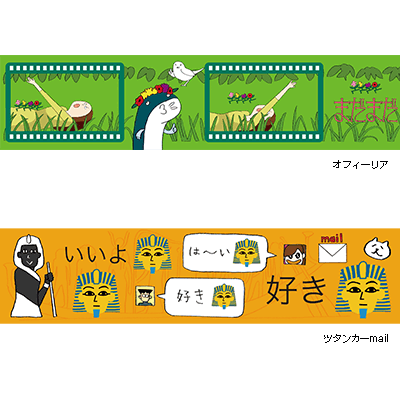 まだまだ
オフィーリア
いいよ
は〜い
mail
好き
好き
ツタンカーmail